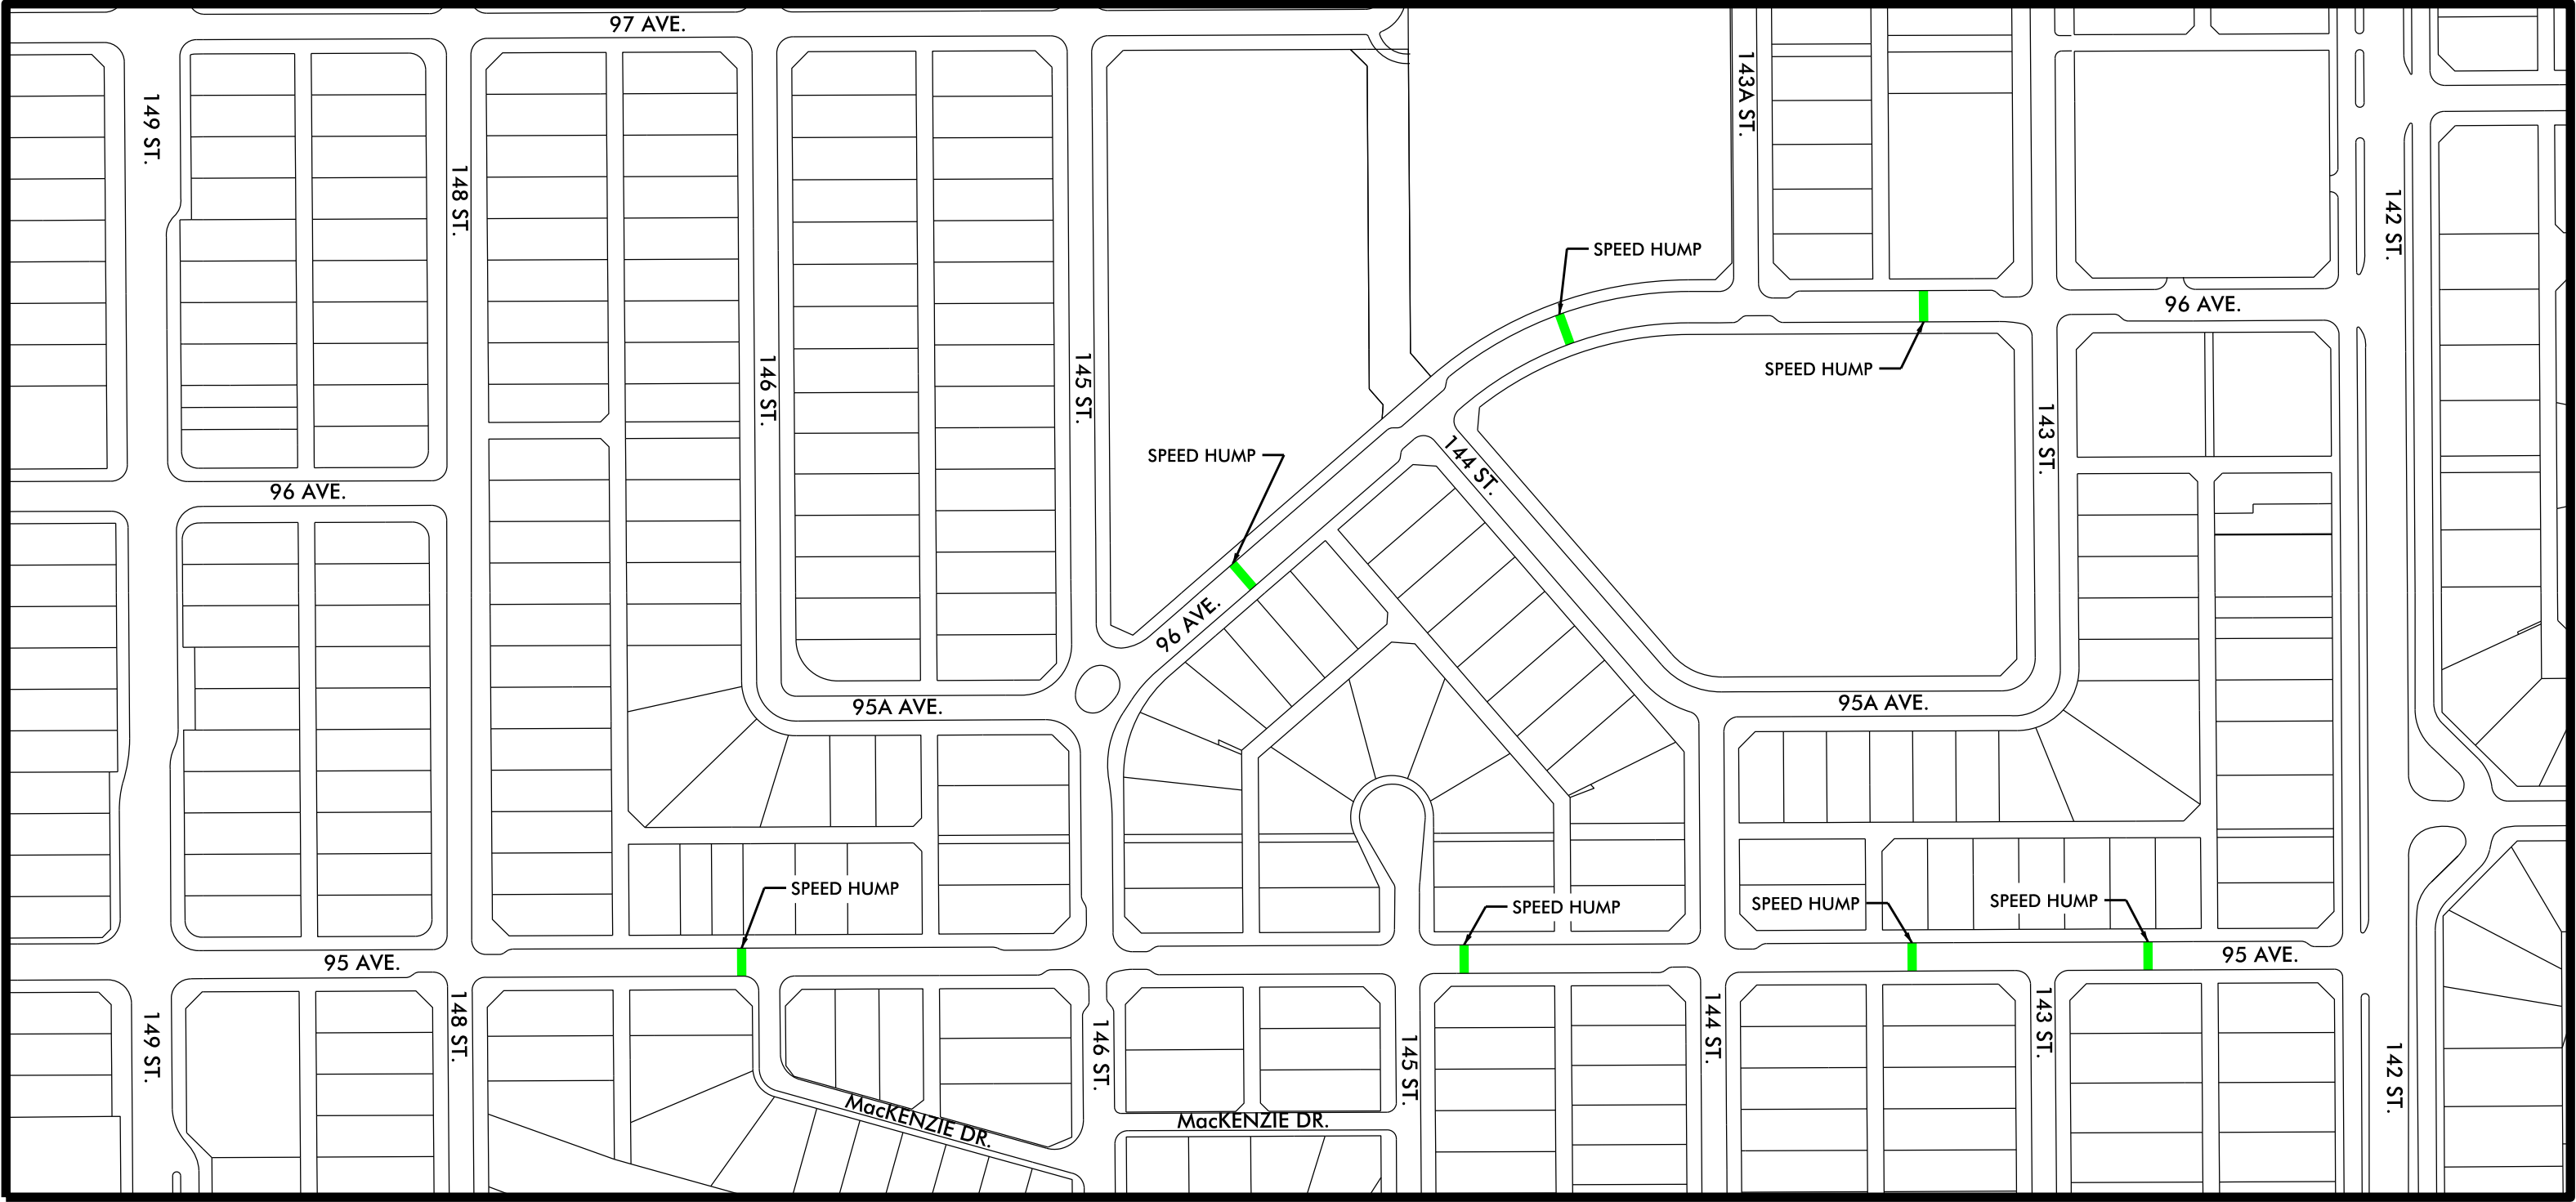 97 AVE.
149 ST.
143A ST.
148 ST.
142 ST.
SPEED HUMP
96 AVE.
SPEED HUMP
146 ST.
145 ST.
143 ST.
SPEED HUMP
144 ST.
96 AVE.
96 AVE.
95A AVE.
95A AVE.
SPEED HUMP
SPEED HUMP
SPEED HUMP
SPEED HUMP
95 AVE.
95 AVE.
149 ST.
148 ST.
146 ST.
145 ST.
144 ST.
143 ST.
142 ST.
MacKENZIE DR.
MacKENZIE DR.